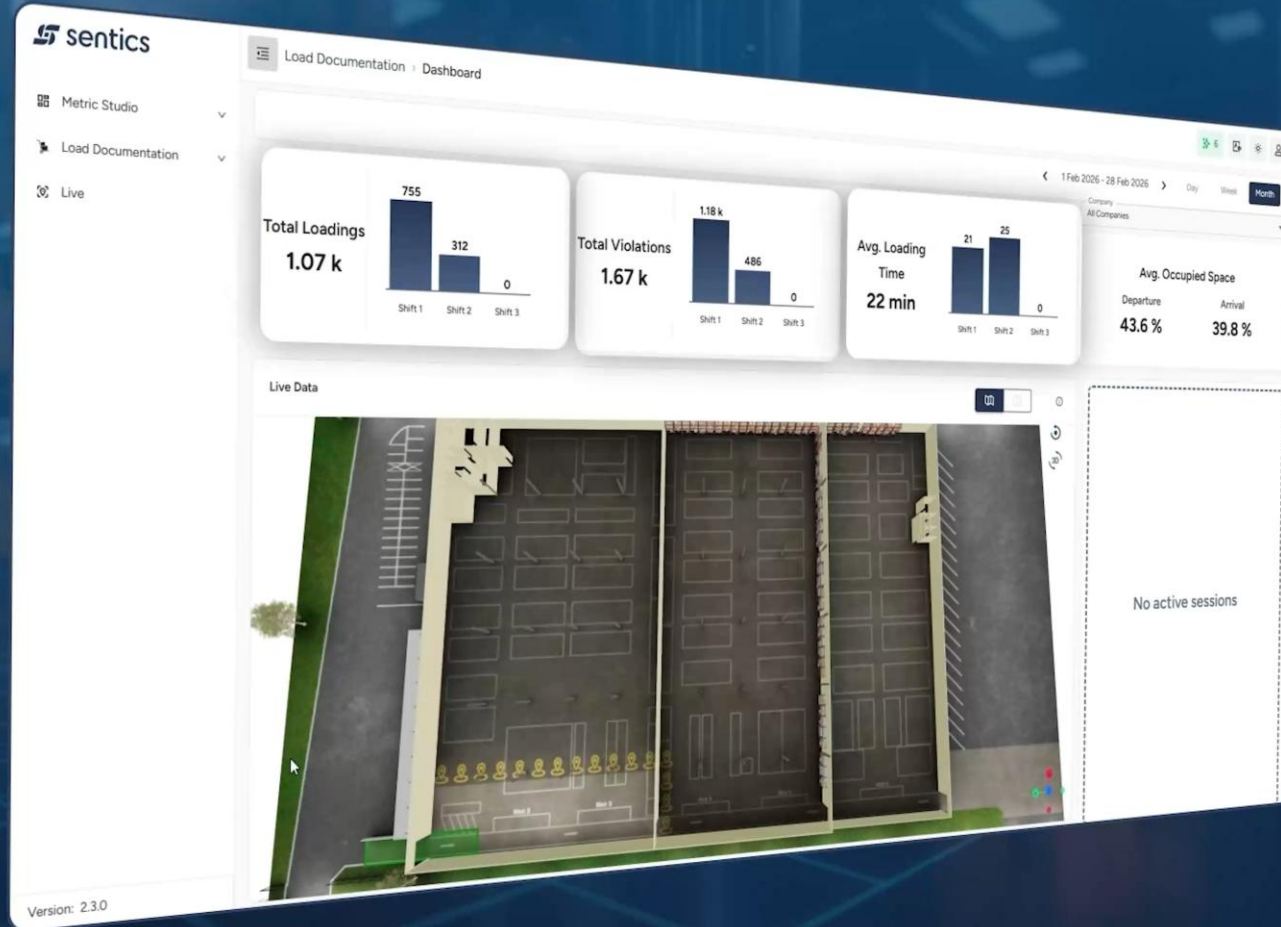 sentics
Load Documentation › Dashboard
Metric Studio
Load Documentation
Live
6
1 Feb 2026 - 28 Feb 2026
Day
Week
Month
Company
All Companies
Total Loadings
1.07 k
755
312
0
Shift 1
Shift 2
Shift 3
Total Violations
1.67 k
1.18 k
486
0
Shift 1
Shift 2
Shift 3
Avg. Loading
Time
22 min
21
25
0
Shift 1
Shift 2
Shift 3
Avg. Occupied Space
Departure
Arrival
43.6 %
39.8 %
Live Data
No active sessions
Version: 2.3.0